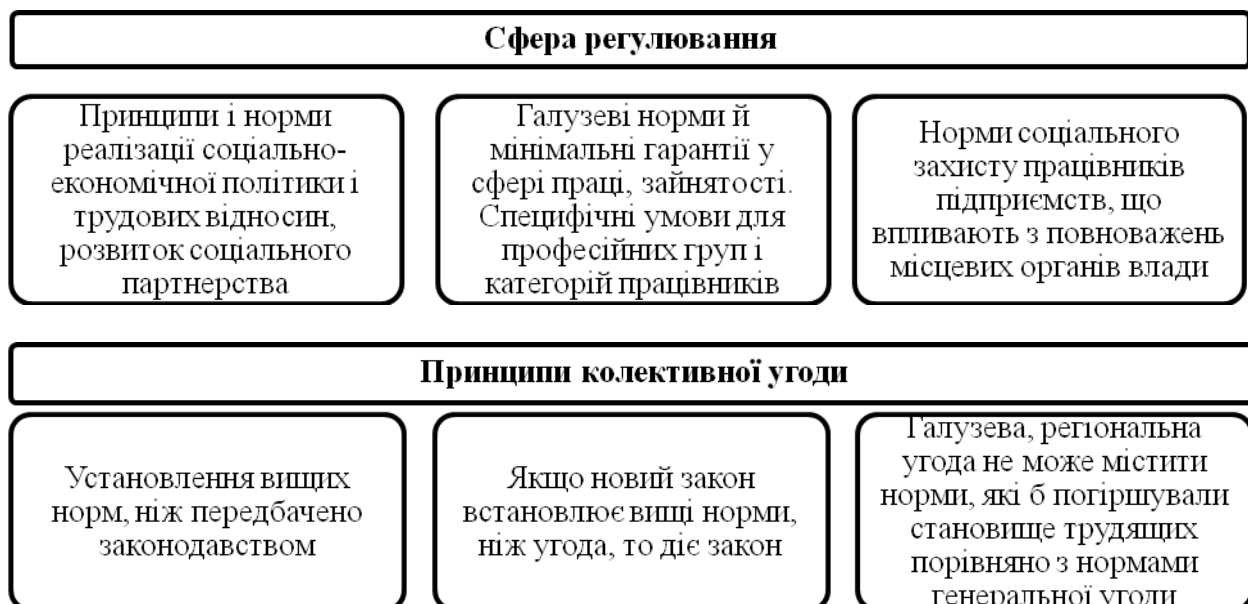 Сфера регулювання
Принципи і норми
реалізації соціально-
економічної політики і
трудових відносин,
розвиток соціального
партнерства
Галузеві норми й
мінімальні гарантії у
сфері праці, зайнятості.
Специфічні умови для
професійних груп і
категорій працівників
Норми соціального
захисту працівників
підприємств, що
впливають з повноважень
місцевих органів влади
Принципи колективної угоди
Установлення вищих
норм, ніж передбачено
законодавством
Якщо новий закон
встановлює вищі норми,
ніж угода, то діє закон
Галузева, регіональна
угода не може містити
норми, які б погіршували
становище трудящих
порівняно з нормами
генеральної угоди